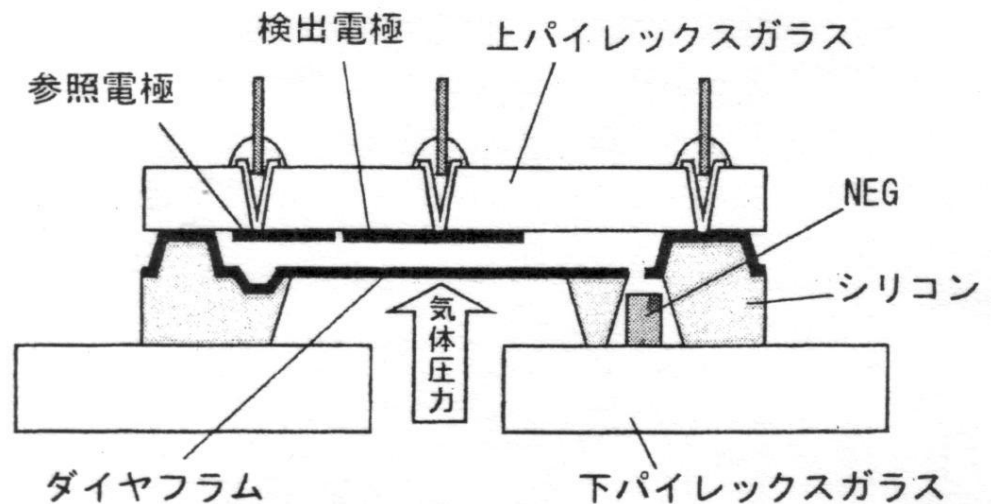 検出電極
上パイレックスガラス
参照電極
NEG
シリコン
気体圧力
ダイヤフラム
下パイレックスガラス